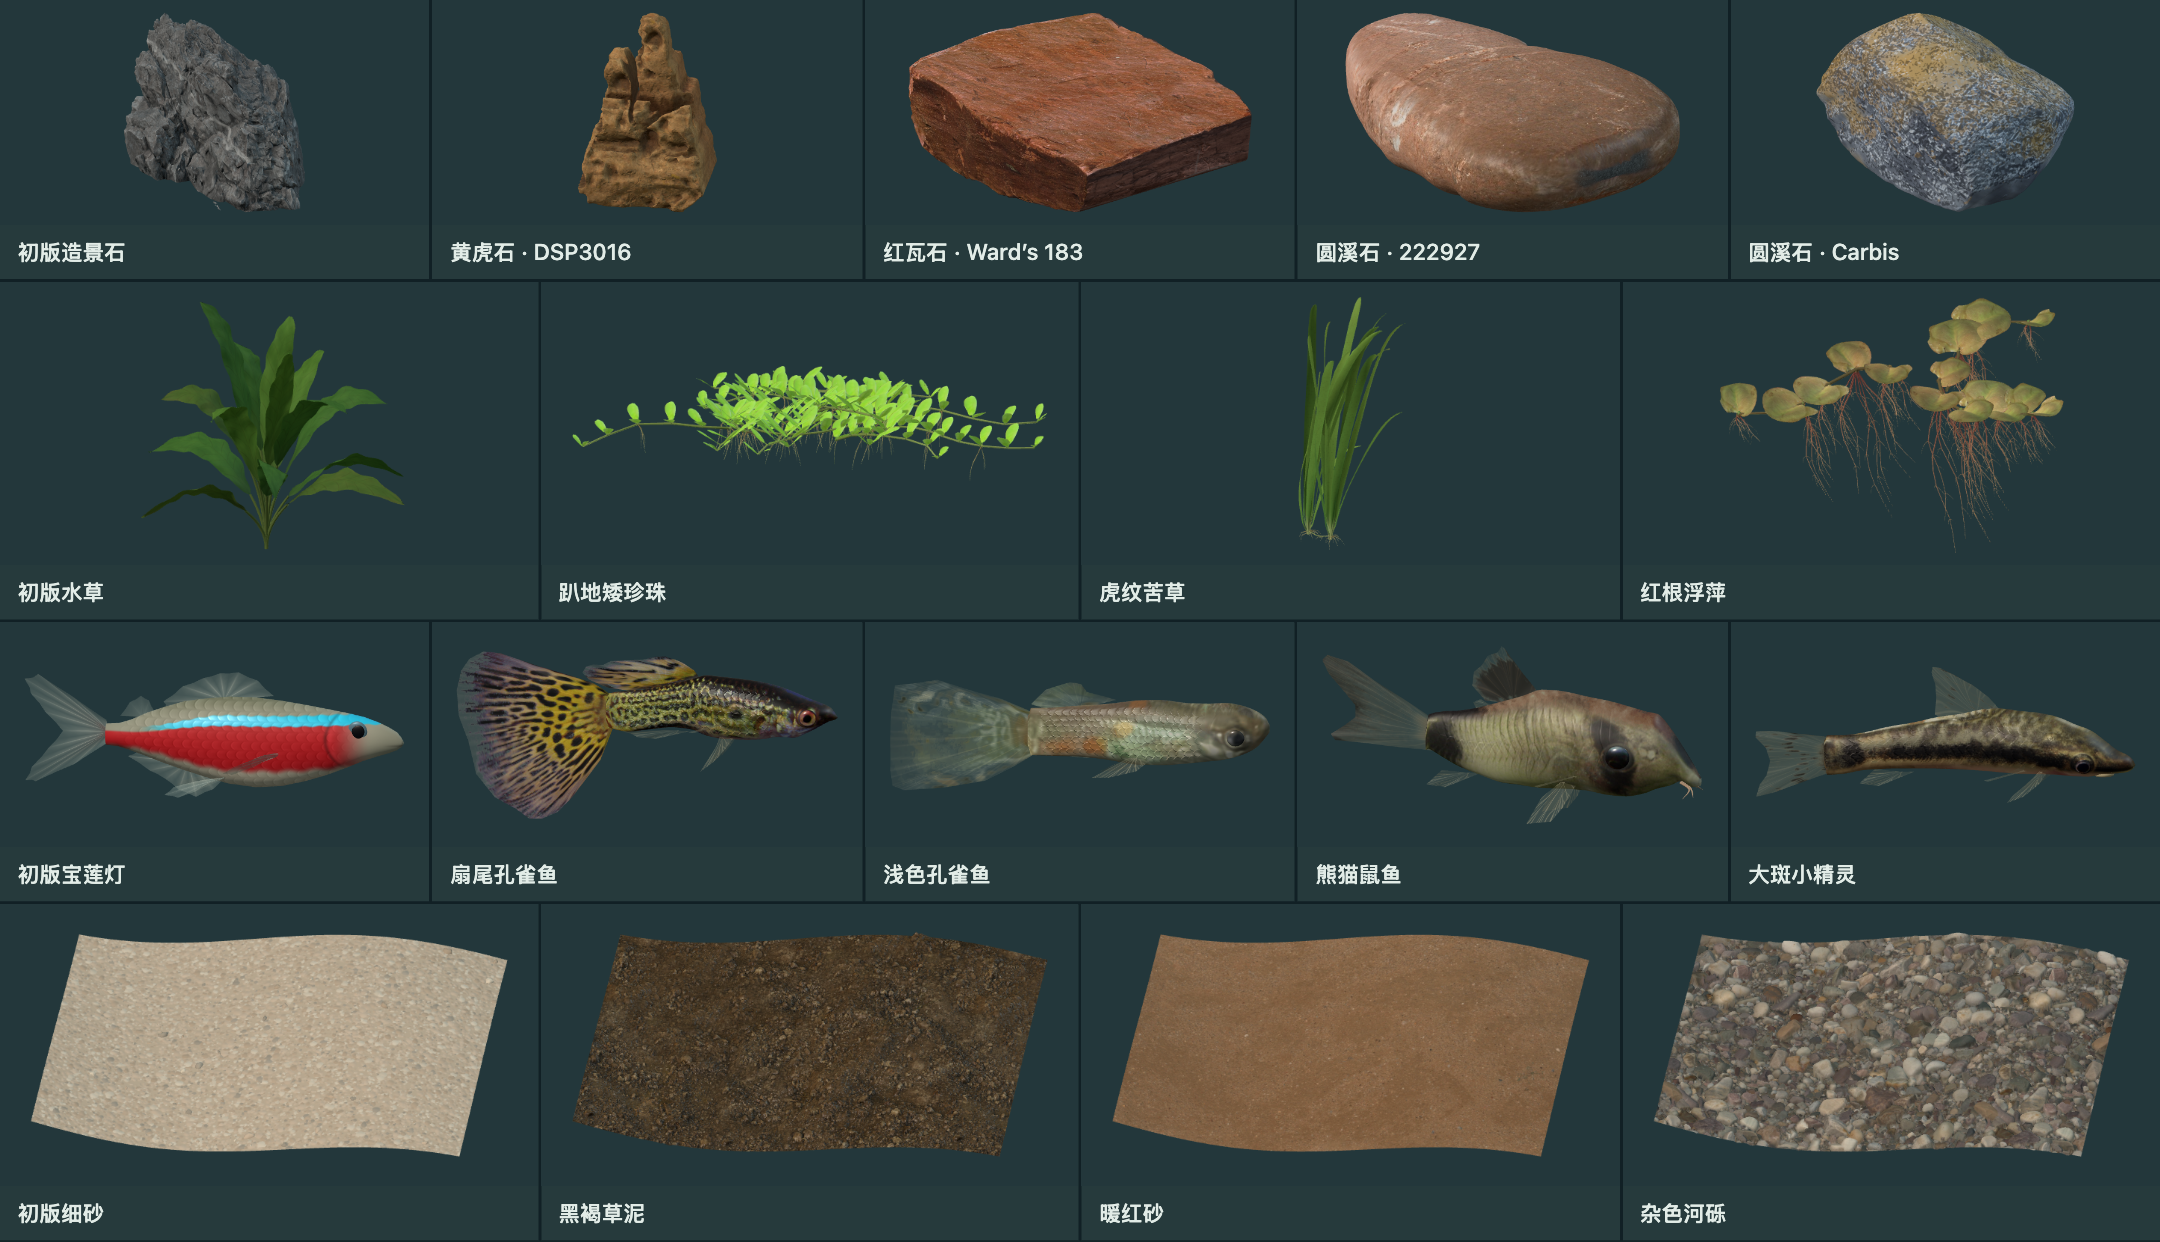 初版造景石
黄虎石 · DSP3016
红瓦石 · Ward's 183
圆溪石 · 222927
圆溪石 · Carbis
初版水草
趴地矮珍珠
虎纹苦草
红根浮萍
初版宝莲灯
扇尾孔雀鱼
浅色孔雀鱼
熊猫鼠鱼
大斑小精灵
初版细砂
黑褐草泥
暖红砂
杂色河砾